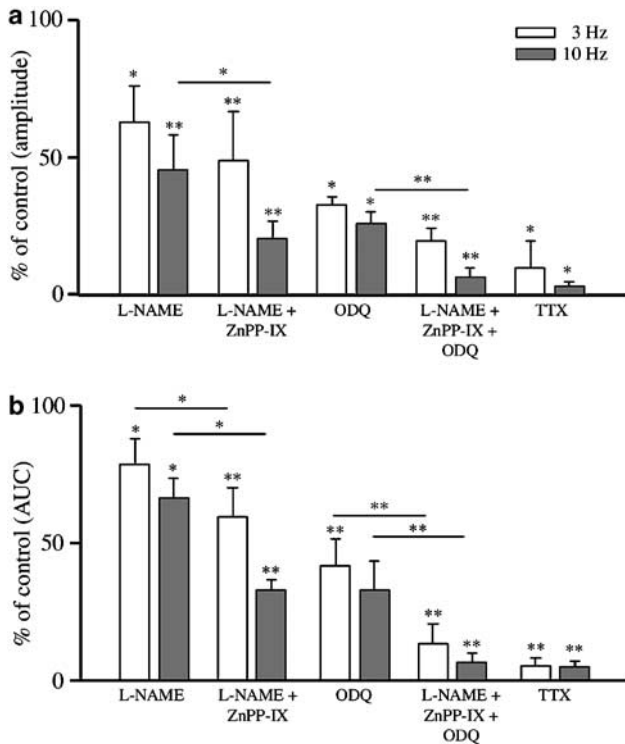 a
100
3 Hz
10 Hz
*
*
**
**
50
**
**
*
*
**
**
*
*
0
% of control (amplitude)
L-NAME
L-NAME +
ZnPP-IX
ODQ
L-NAME +
ZnPP-IX +
ODQ
TTX
b
100
*
*
*
*
**
**
**
**
50
**
**
**
**
**
0
% of control (AUC)
L-NAME
L-NAME +
ZnPP-IX
ODQ
L-NAME +
ZnPP-IX +
ODQ
TTX